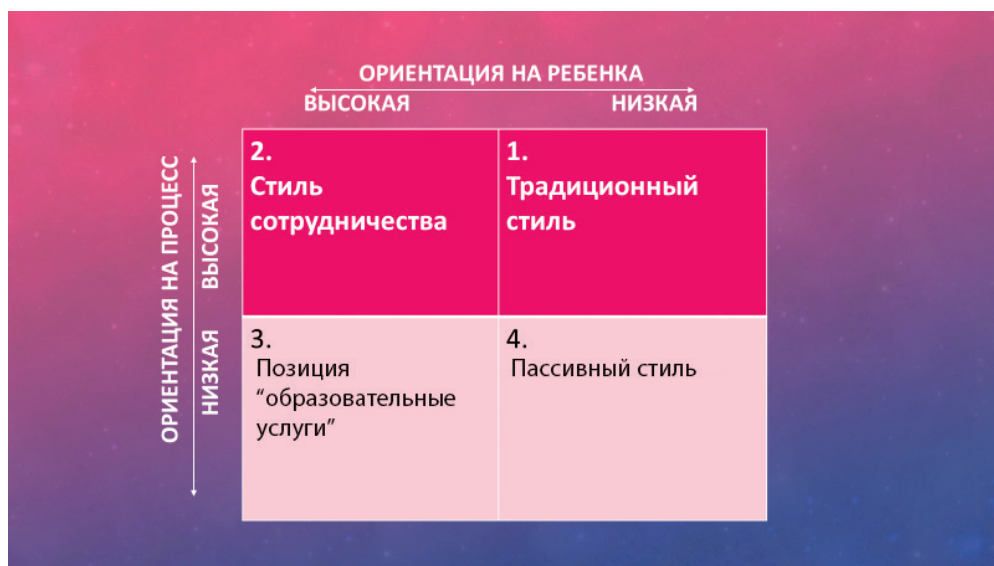 ОРИЕНТАЦИЯ НА РЕБЕНКА
ВЫСОКАЯ НИЗКАЯ
ОРИЕНТАЦИЯ НА ПРОЦЕСС
ВЫСОКАЯ
НИЗКАЯ
2.
Стиль
сотрудничества
1.
Традиционный
стиль
3.
Позиция
“образовательные
услуги”
4.
Пассивный стиль